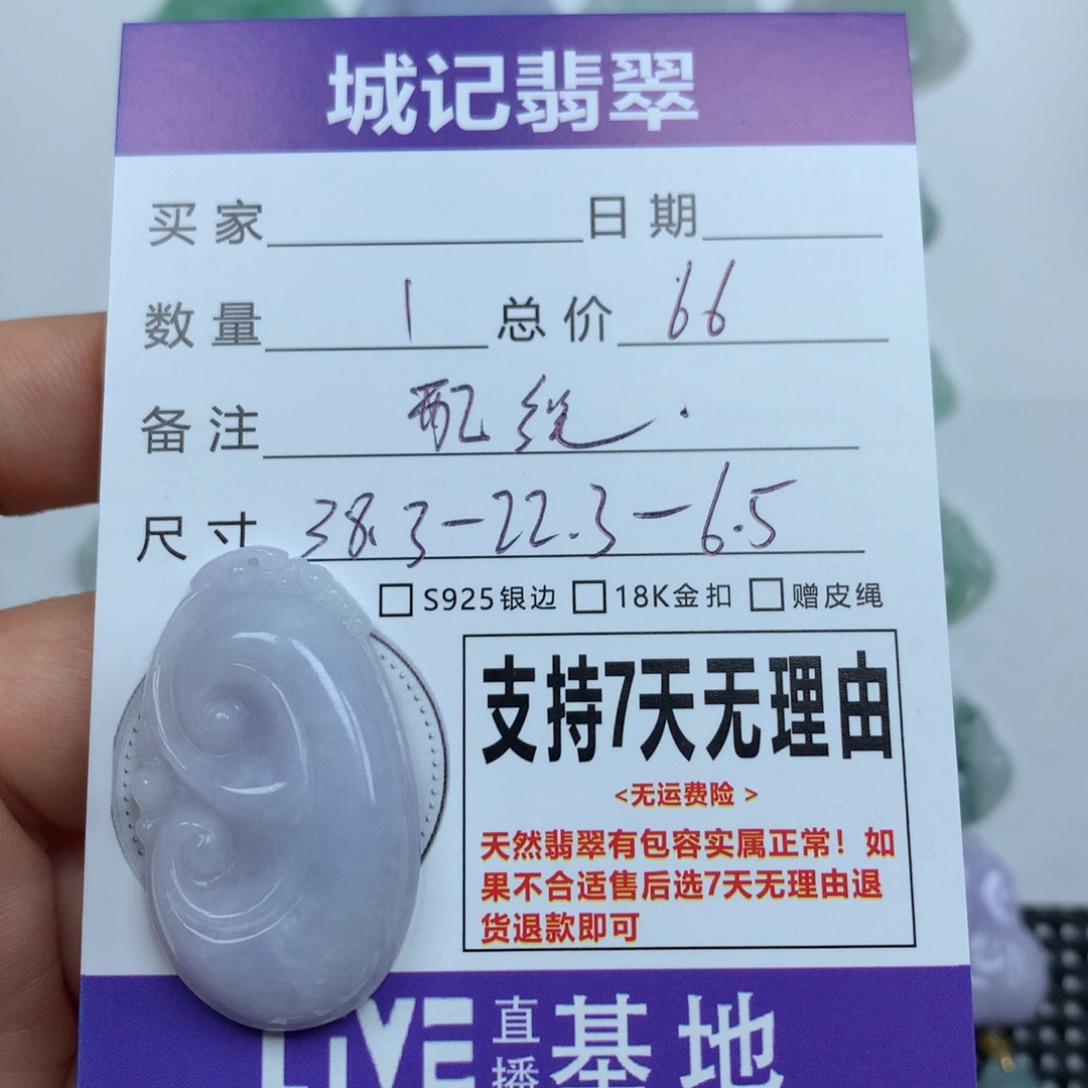 城记翡翠
买家 日期
数量 1 总价 66
备注 配绳.
尺寸 38.3-22.3-6.5
S925银边 18K金扣 赠皮绳
支持7天无理由
<无运费险 >
天然翡翠有包容实属正常！如
果不合适售后选7天无理由退
货退款即可
LIVE 直播 基地